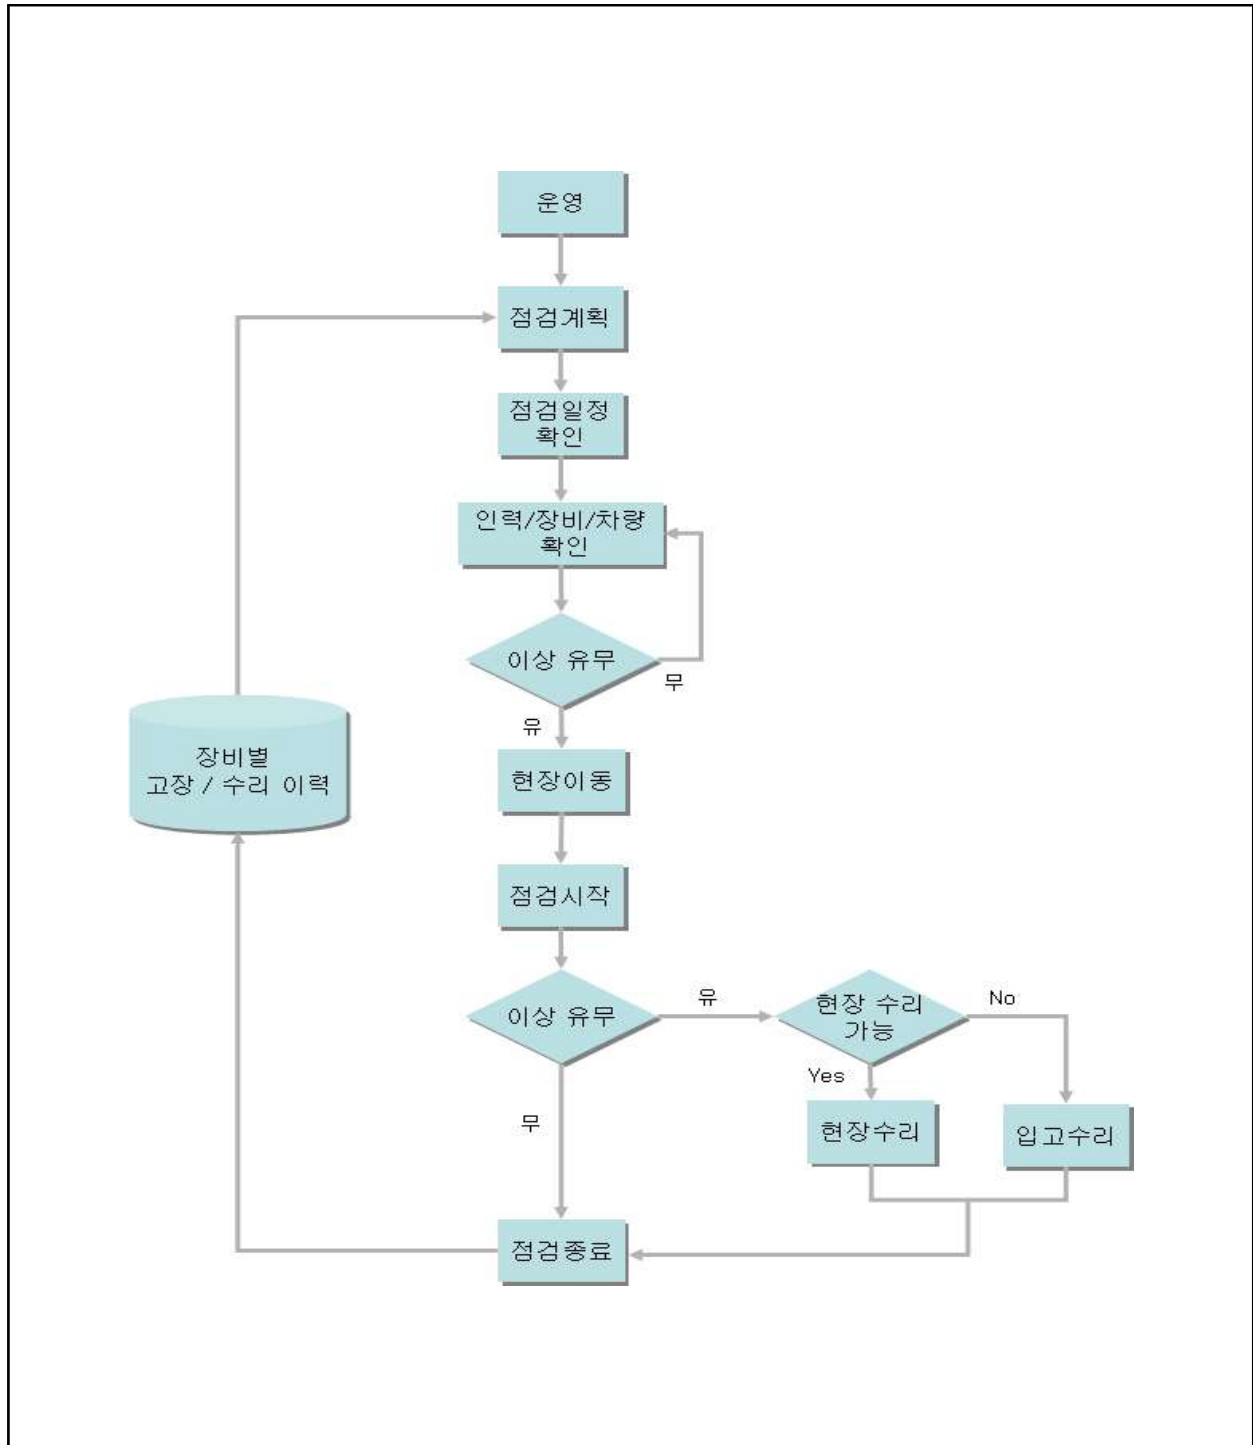 운영
점검계획
점검일정
확인
인력/장비/차량
확인
이상 유무
무
유
장비별
고장 / 수리 이력
현장이동
점검시작
이상 유무
유
현장 수리
가능
No
Yes
무
현장수리
입고수리
점검종료